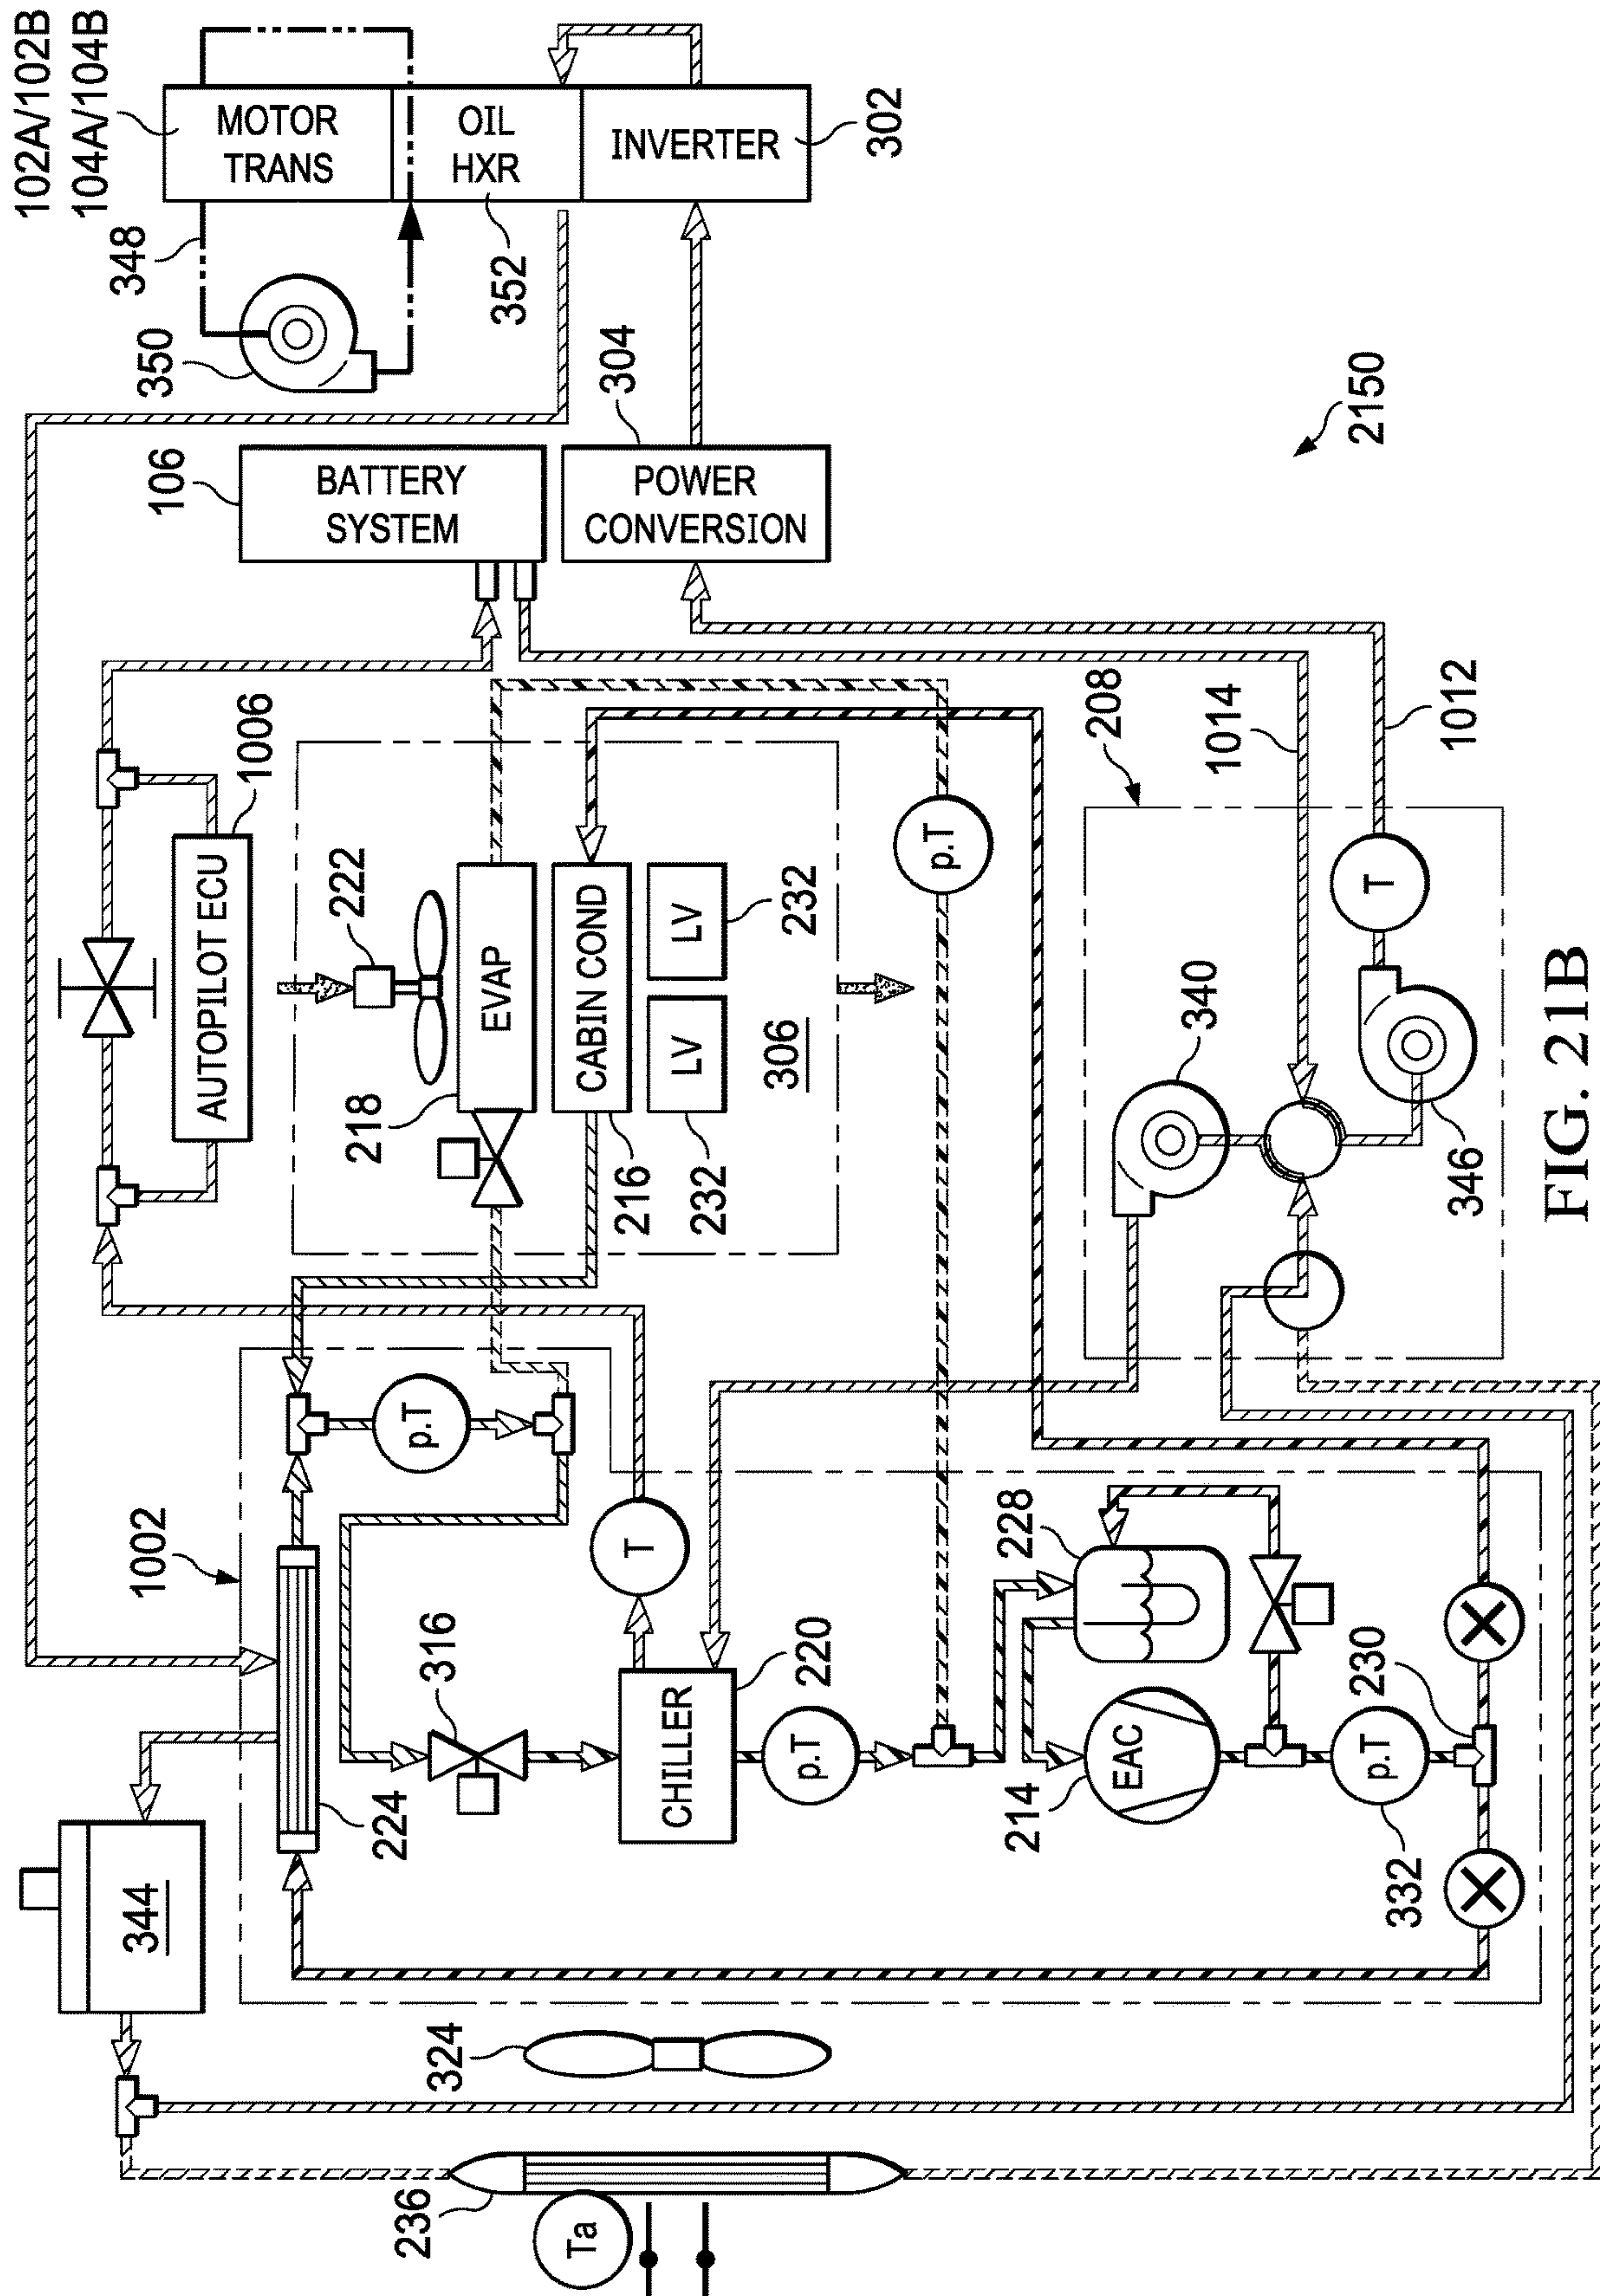 102A/102B
104A/104B
MOTOR
TRANS
OIL
HXR
INVERTER
302
348
350
352
304
106
BATTERY
SYSTEM
POWER
CONVERSION
2150
1006
AUTOPILOT ECU
222
EVAP
218
CABIN COND
216
LV
232
LV
232
306
p.T
208
1014
1012
T
340
346
1002
p.T
T
316
224
CHILLER
220
p.T
228
EAC
214
230
p.T
332
344
324
236
Ta
FIG. 21B